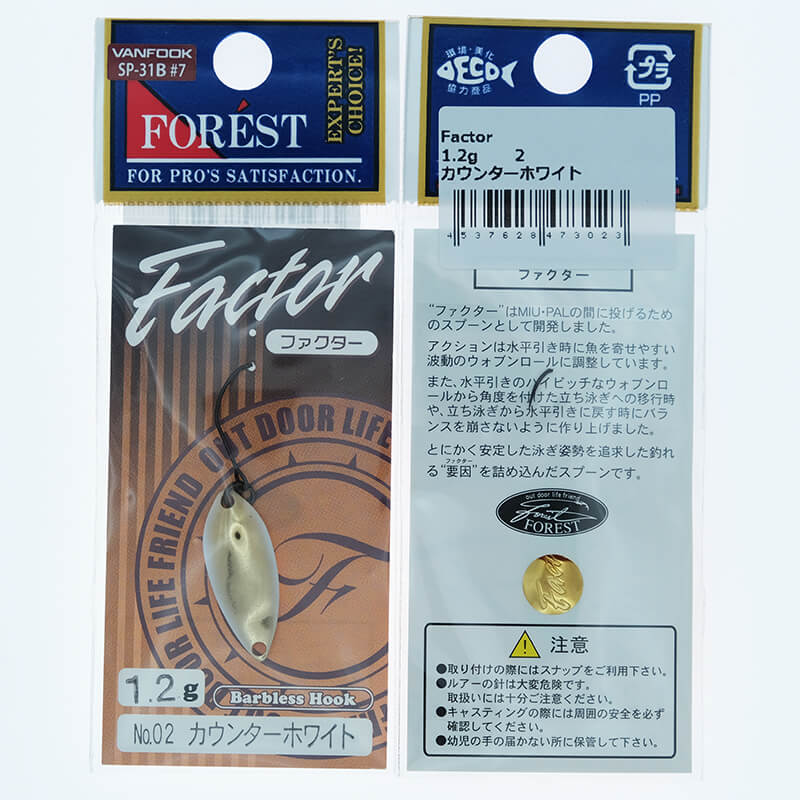 VANFOOK
SP-31B #7
FORÉST
EXPERT'S
CHOICE!
FOR PRO'S SATISFACTION.
Factor
ファクター
OUT DOOR LIFE
OR LIFE FRIEND
F
1.2g
Barbless Hook
No.02 カウンターホワイト
環境・美化
ECO
協力商品
プラ
PP
Factor
1.2g 2
カウンターホワイト
4537628473023
ファクター
“ファクター”はMIU・PALの間に投げるため
のスプーンとして開発しました。
アクションは水平引き時に魚を寄せやすい
波動のウォブンロールに調整しています。
また、水平引きのハイピッチなウォブンロ
ールから角度を付けた立ち泳ぎへの移行時
や、立ち泳ぎから水平引きに戻す時にバラ
ンスを崩さないように作り上げました。
とにかく安定した泳ぎ姿勢を追求した釣れ
ファクター
る“要因”を詰め込んだスプーンです。
out door life friend
Forest
FOREST
Fact
注意
●取り付けの際にはスナップをご利用下さい。
●ルアーの針は大変危険です。
取扱いには十分ご注意ください。
●キャスティングの際には周囲の安全を必ず
確認してください。
●幼児の手の届かない所に保管して下さい。